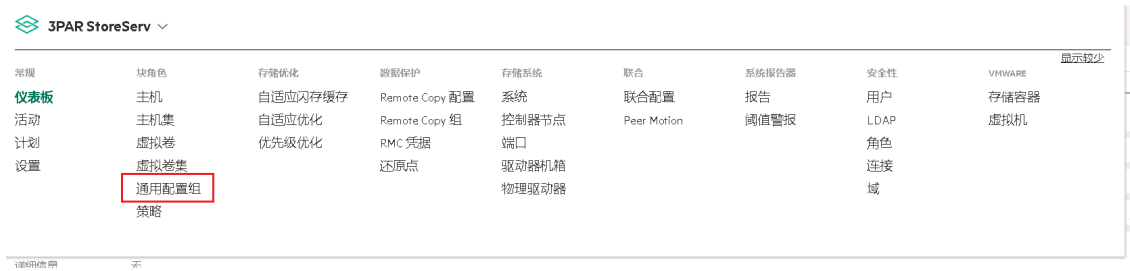 3PAR StoreServ
显示较少
常规 块角色 存储优化 数据保护 存储系统 联合 系统报告器 安全性 VMWARE
仪表板 主机 自适应闪存缓存 Remote Copy 配置 系统 联合配置 报告 用户 存储容器
活动 主机集 自适应优化 Remote Copy 组 控制器节点 Peer Motion 阈值警报 LDAP 虚拟机
计划 虚拟卷 优先级优化 RMC 凭据 端口 角色
设置 虚拟卷集 还原点 驱动器机箱 连接
通用配置组 物理驱动器 域
策略
详细信息 无